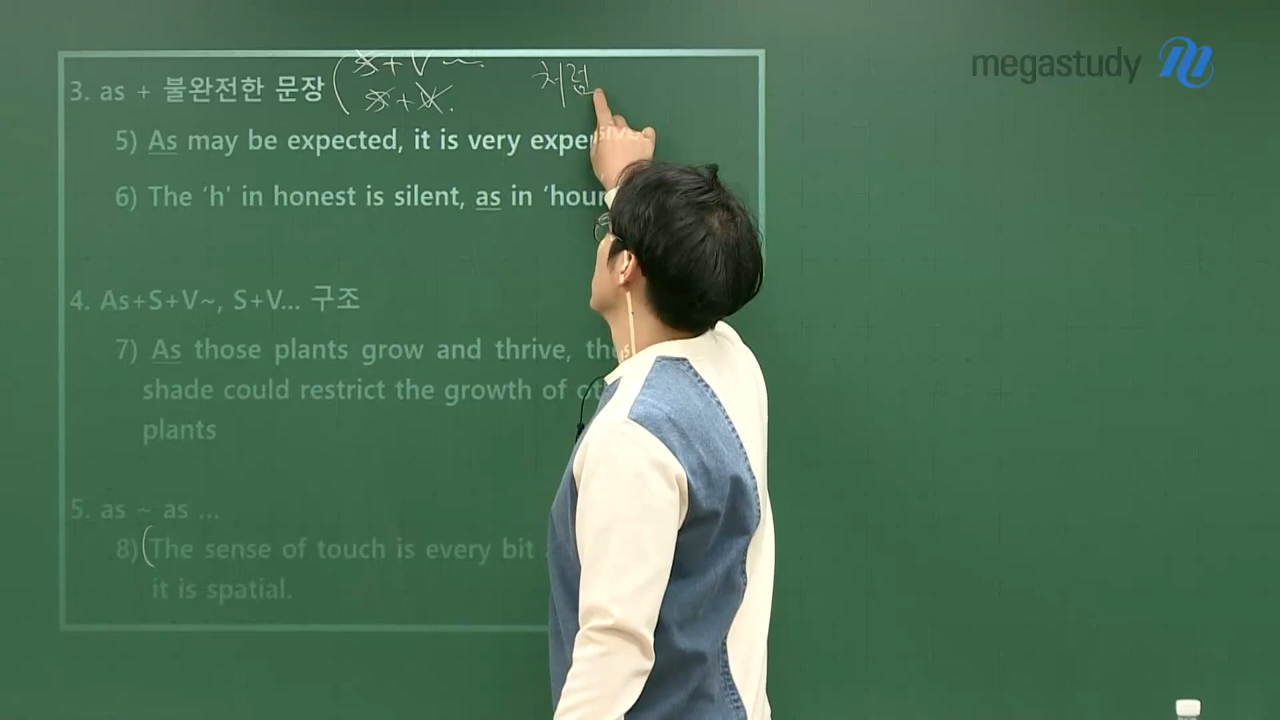 megastudy
S+V ~.
3. as + 불완전한 문장 ( 처럼
S+V.
5) As may be expected, it is very expensive.
6) The ‘h' in honest is silent, as in ‘hour
4. As+S+V~, S+V... 구조
7) As those plants grow and thrive,
shade could restrict the growth of
plants
5. as ~ as ...
8) (The sense of touch is every bit
it is spatial.